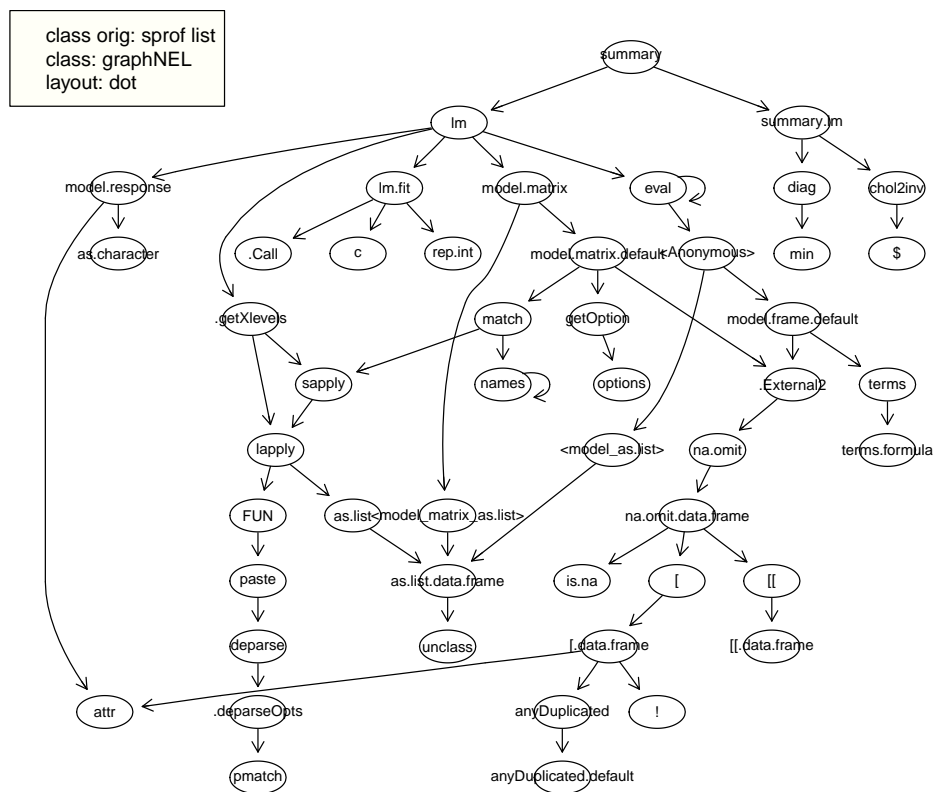 class orig: sprof list
class: graphNEL
layout: dot
summary
lm
summary.lm
model.response
lm.fit
model.matrix
eval
diag
chol2inv
as.character
.Call
c
rep.int
model.matrix.default
<Anonymous>
min
$
.getXlevels
match
getOption
model.frame.default
sapply
names
options
.External2
terms
lapply
<model_as.list>
na.omit
terms.formula
FUN
as.list
<model_matrix_as.list>
na.omit.data.frame
paste
as.list.data.frame
is.na
[
[[
deparse
unclass
[.data.frame
[[.data.frame
attr
.deparseOpts
anyDuplicated
!
pmatch
anyDuplicated.default